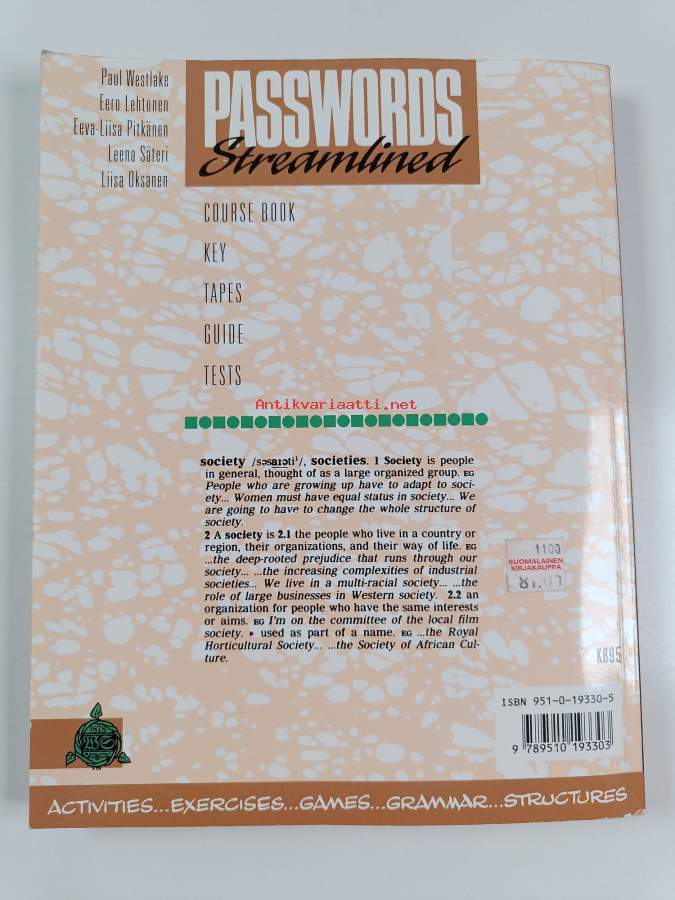 Paul Westlake
Eero Lehtonen
Eeva-Liisa Pitkänen
Leena Säteri
Liisa Oksanen
PASSWORDS
Streamlined
COURSE BOOK
KEY
TAPES
GUIDE
TESTS
Antikvariaatti.net
society /səsaɪəti¹/, societies. 1 Society is people
in general, thought of as a large organized group. EG
People who are growing up have to adapt to soci-
ety... Women must have equal status in society... We
are going to have to change the whole structure of
society.
2 A society is 2.1 the people who live in a country or
region, their organizations, and their way of life. EG
...the deep-rooted prejudice that runs through our
society... ...the increasing complexities of industrial
societies... We live in a multi-racial society... ...the
role of large businesses in Western society. 2.2 an
organization for people who have the same interests
or aims. EG I'm on the committee of the local film
society. ▸ used as part of a name. EG ...the Royal
Horticultural Society... ...the Society of African Cul-
ture.
1100
SUOMALAINEN
KIRJAKAUPPA
K895
ISBN 951-0-19330-5
9 789510 193303
1878
WS
ACTIVITIES...EXERCISES...GAMES...GRAMMAR...STRUCTURES